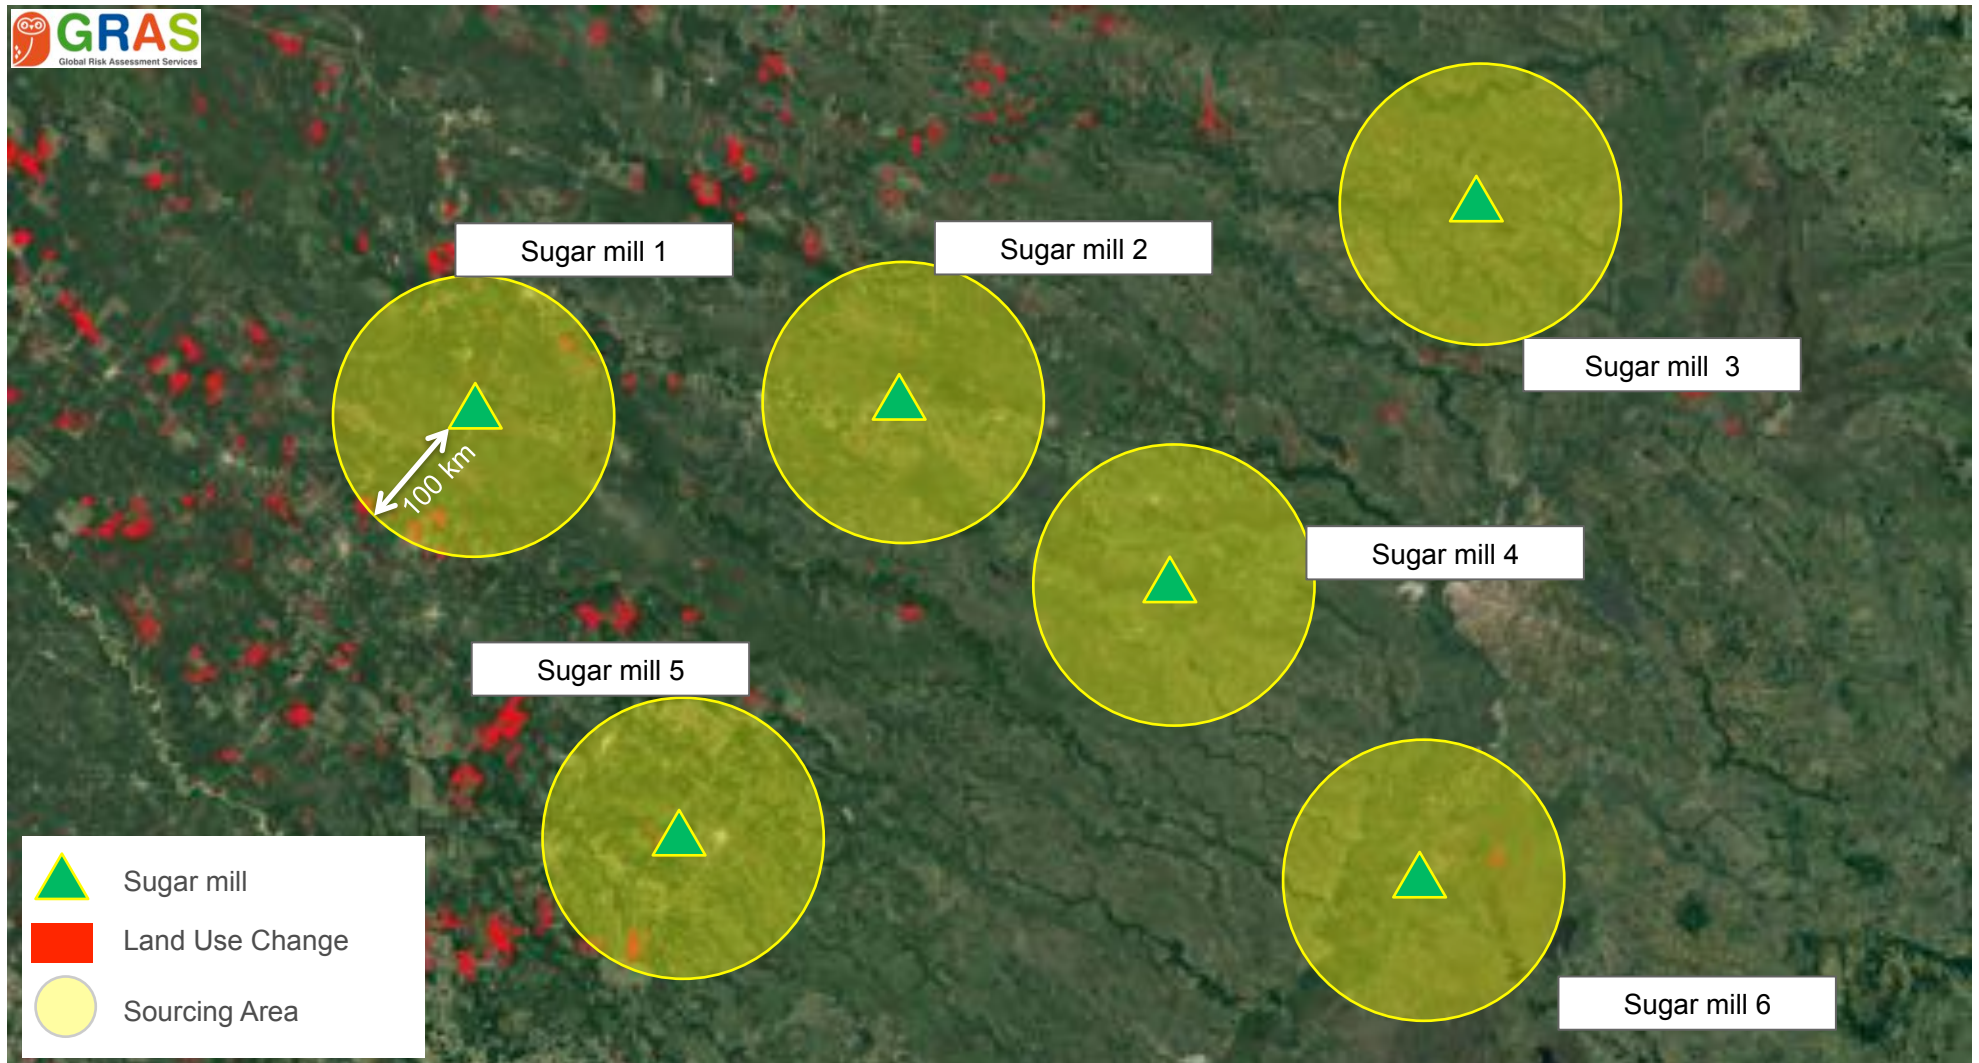 GRAS
Global Risk Assessment Services
Sugar mill 1
Sugar mill 2
Sugar mill 3
100 km
Sugar mill 4
Sugar mill 5
Sugar mill 6
Sugar mill
Land Use Change
Sourcing Area